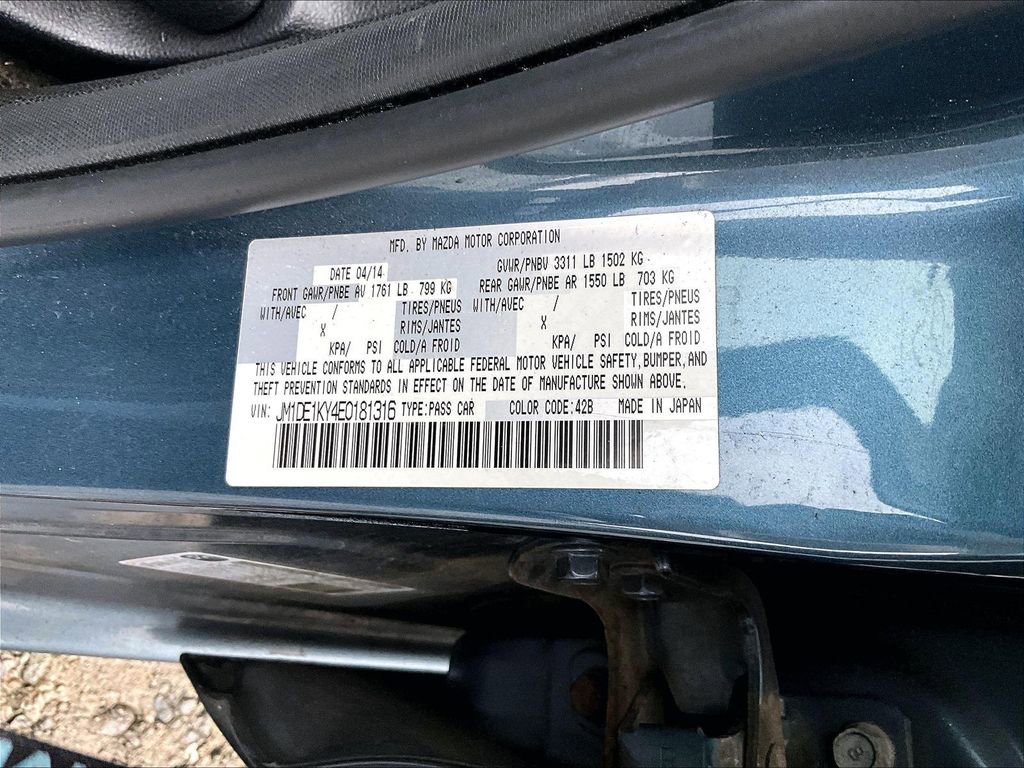 MFD. BY MAZDA MOTOR CORPORATION
DATE 04/14 GVWR/PNBV 3311 LB 1502 KG
FRONT GAWR/PNBE AV 1761 LB 799 KG REAR GAWR/PNBE AR 1550 LB 703 KG
WITH/AVEC / TIRES/PNEUS WITH/AVEC / TIRES/PNEUS
X RIMS/JANTES X RIMS/JANTES
KPA/ PSI COLD/A FROID KPA/ PSI COLD/A FROID
THIS VEHICLE CONFORMS TO ALL APPLICABLE FEDERAL MOTOR VEHICLE SAFETY, BUMPER, AND
THEFT PREVENTION STANDARDS IN EFFECT ON THE DATE OF MANUFACTURE SHOWN ABOVE.
VIN: JM1DE1KY4E0181316 TYPE:PASS CAR COLOR CODE:42B MADE IN JAPAN